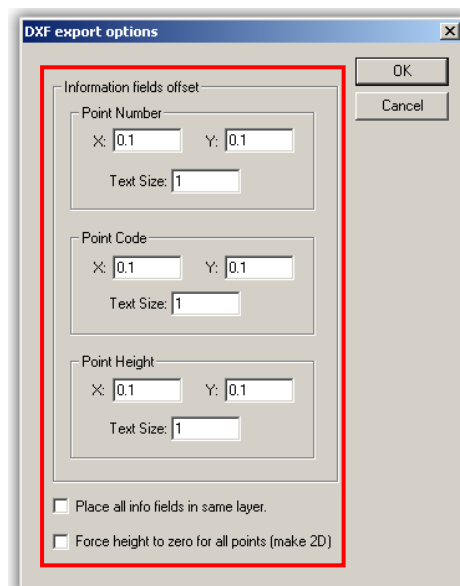 DXF export options
OK
Cancel
Information fields offset
Point Number
X: 0.1 Y: 0.1
Text Size: 1
Point Code
X: 0.1 Y: 0.1
Text Size: 1
Point Height
X: 0.1 Y: 0.1
Text Size: 1
Place all info fields in same layer.
Force height to zero for all points (make 2D)